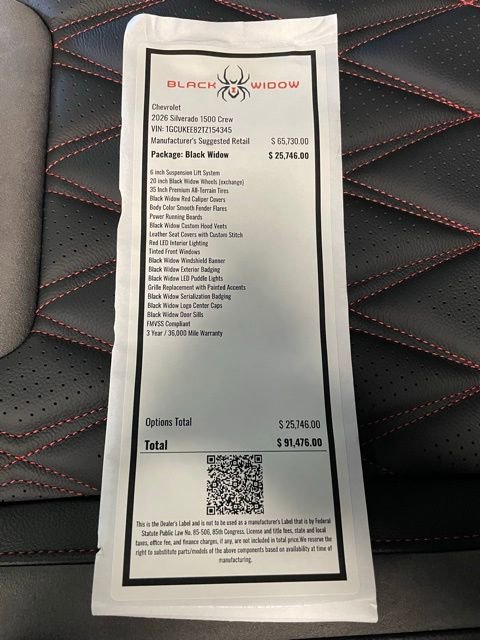 BLACK WIDOW
Chevrolet
2026 Silverado 1500 Crew
VIN: 1GCUKEE82TZ154345
Manufacturer's Suggested Retail $ 65,730.00
Package: Black Widow $ 25,746.00
6 inch Suspension Lift System
20 inch Black Widow Wheels (exchange)
35 Inch Premium All-Terrain Tires
Black Widow Red Caliper Covers
Body Color Smooth Fender Flares
Power Running Boards
Black Widow Custom Hood Vents
Leather Seat Covers with Custom Stitch
Red LED Interior Lighting
Tinted Front Windows
Black Widow Windshield Banner
Black Widow Exterior Badging
Black Widow LED Puddle Lights
Grille Replacement with Painted Accents
Black Widow Serialization Badging
Black Widow Logo Center Caps
Black Widow Door Sills
FMVSS Compliant
3 Year / 36,000 Mile Warranty
Options Total $ 25,746.00
Total $ 91,476.00
This is the Dealer's Label and is not to be used as a manufacturer's Label that is by Federal
Statute Public Law No. 85-506, 85th Congress. License and title fees, state and local
taxes, office fee, and finance charges, if any, are not included in total price.We reserve the
right to substitute parts/models of the above components based on availability at time of
manufacturing.